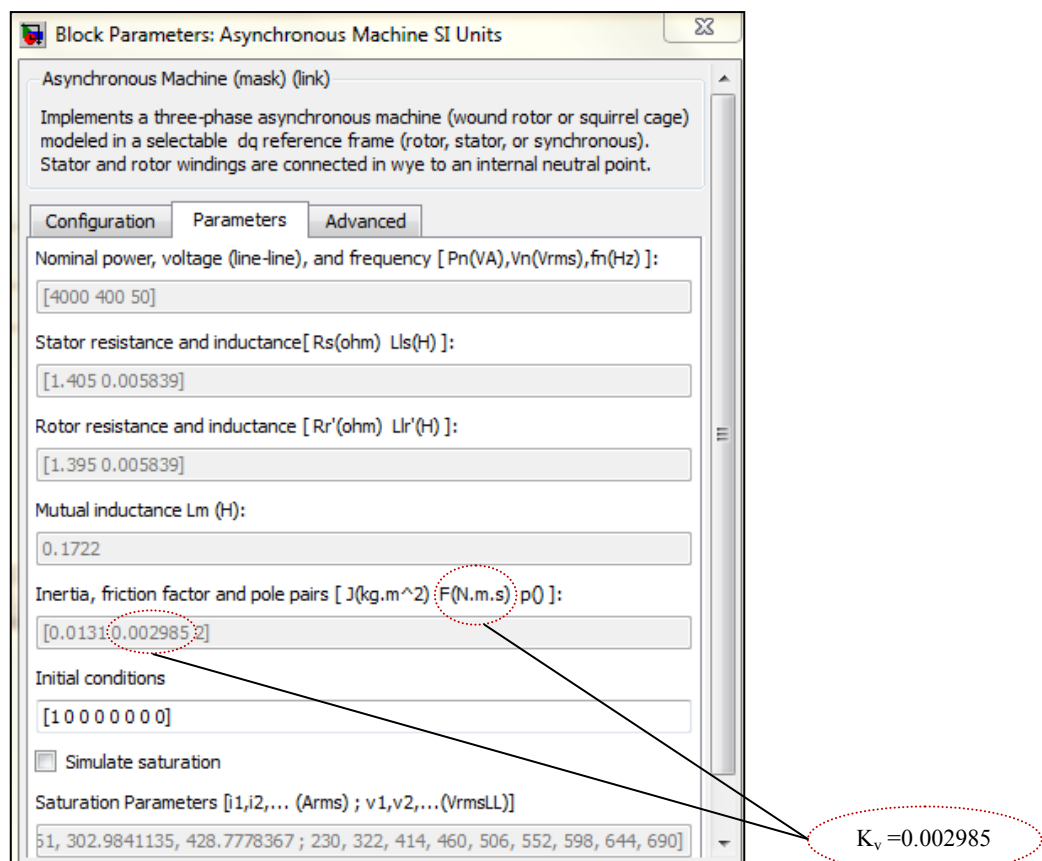 Block Parameters: Asynchronous Machine SI Units
Asynchronous Machine (mask) (link)
Implements a three-phase asynchronous machine (wound rotor or squirrel cage)
modeled in a selectable dq reference frame (rotor, stator, or synchronous).
Stator and rotor windings are connected in wye to an internal neutral point.
Configuration Parameters Advanced
Nominal power, voltage (line-line), and frequency [ Pn(VA),Vn(Vrms),fn(Hz) ]:
[4000 400 50]
Stator resistance and inductance[ Rs(ohm) Lls(H) ]:
[1.405 0.005839]
Rotor resistance and inductance [ Rr'(ohm) Llr'(H) ]:
[1.395 0.005839]
Mutual inductance Lm (H):
0.1722
Inertia, friction factor and pole pairs [ J(kg.m^2) F(N.m.s) p() ]:
[0.0131 0.002985 2]
Initial conditions
[1 0 0 0 0 0 0 0]
Simulate saturation
Saturation Parameters [i1,i2,... (Arms) ; v1,v2,...(VrmsLL)]
51, 302.9841135, 428.7778367 ; 230, 322, 414, 460, 506, 552, 598, 644, 690]
Kv =0.002985